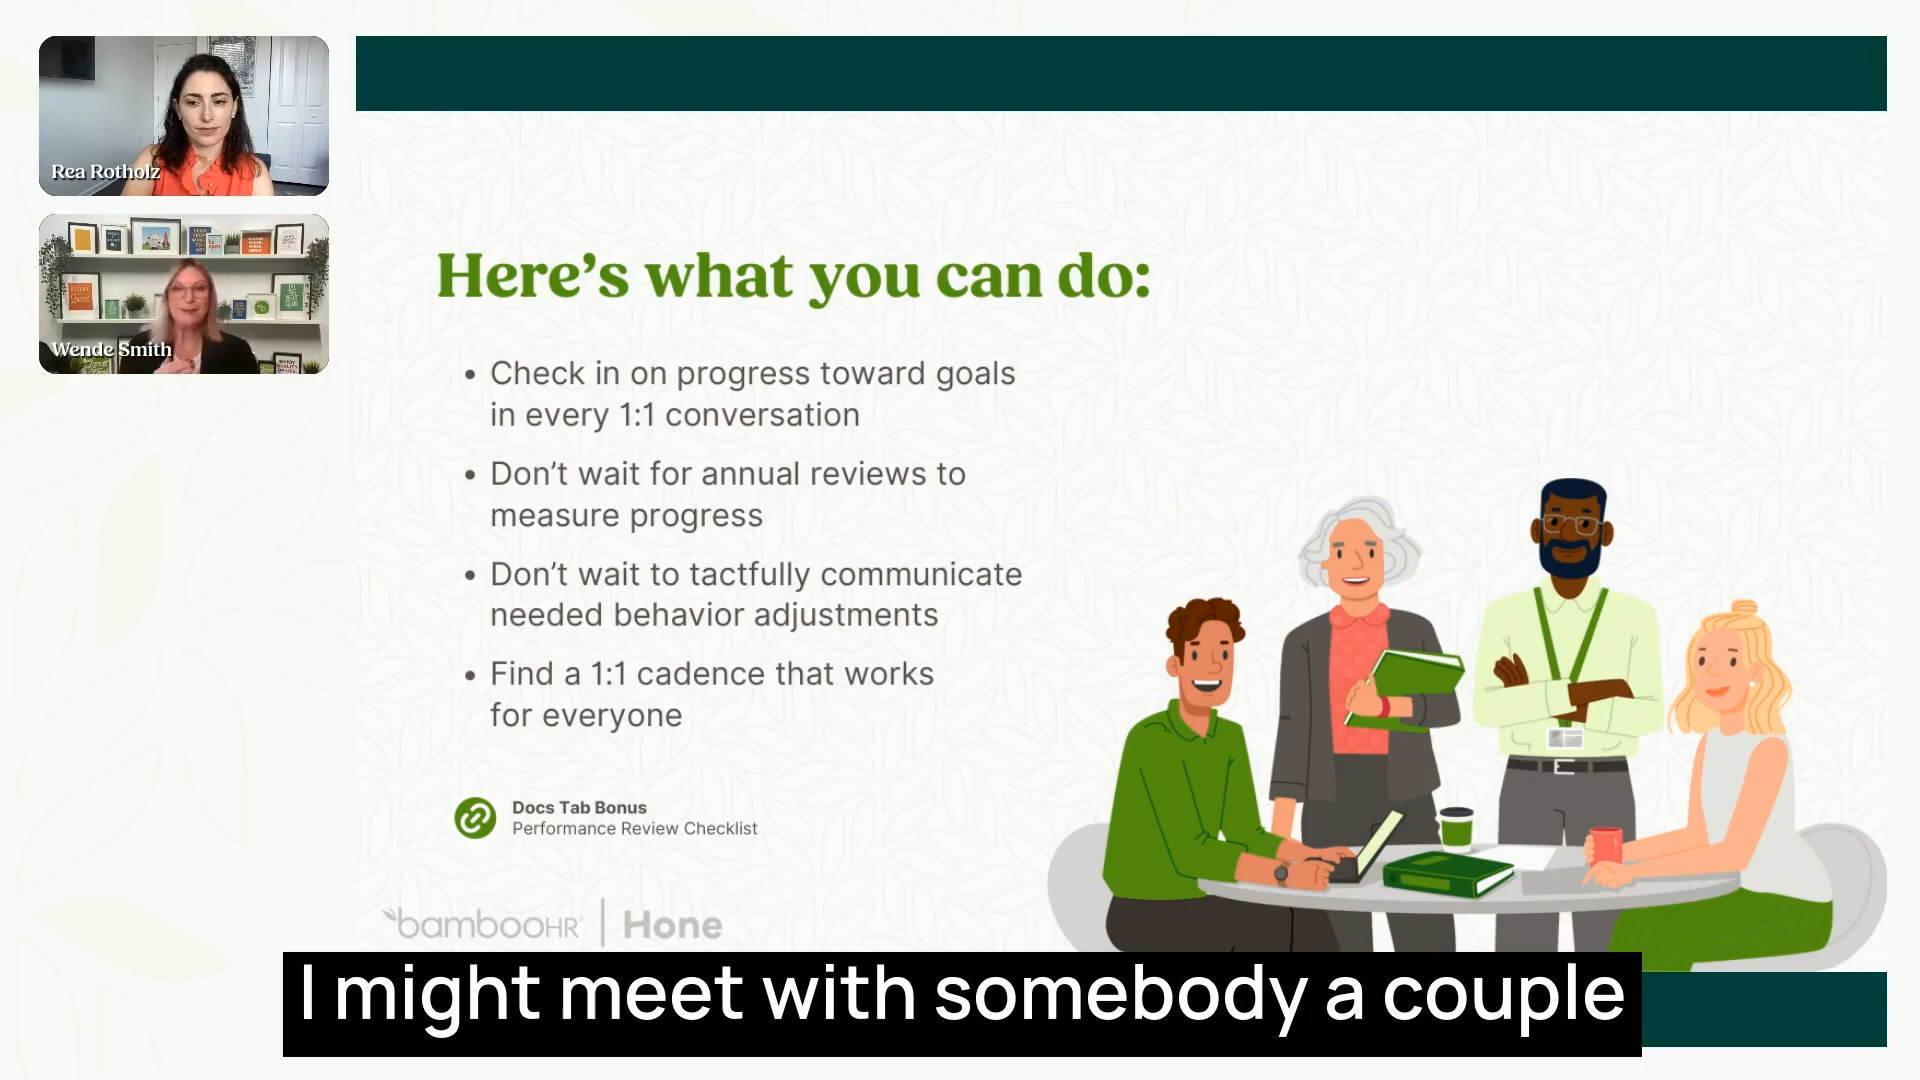 Rea Rotholz
Wende Smith
Here’s what you can do:
• Check in on progress toward goals
in every 1:1 conversation
• Don’t wait for annual reviews to
measure progress
• Don’t wait to tactfully communicate
needed behavior adjustments
• Find a 1:1 cadence that works
for everyone
Docs Tab Bonus
Performance Review Checklist
bambooHR | Hone
I might meet with somebody a couple